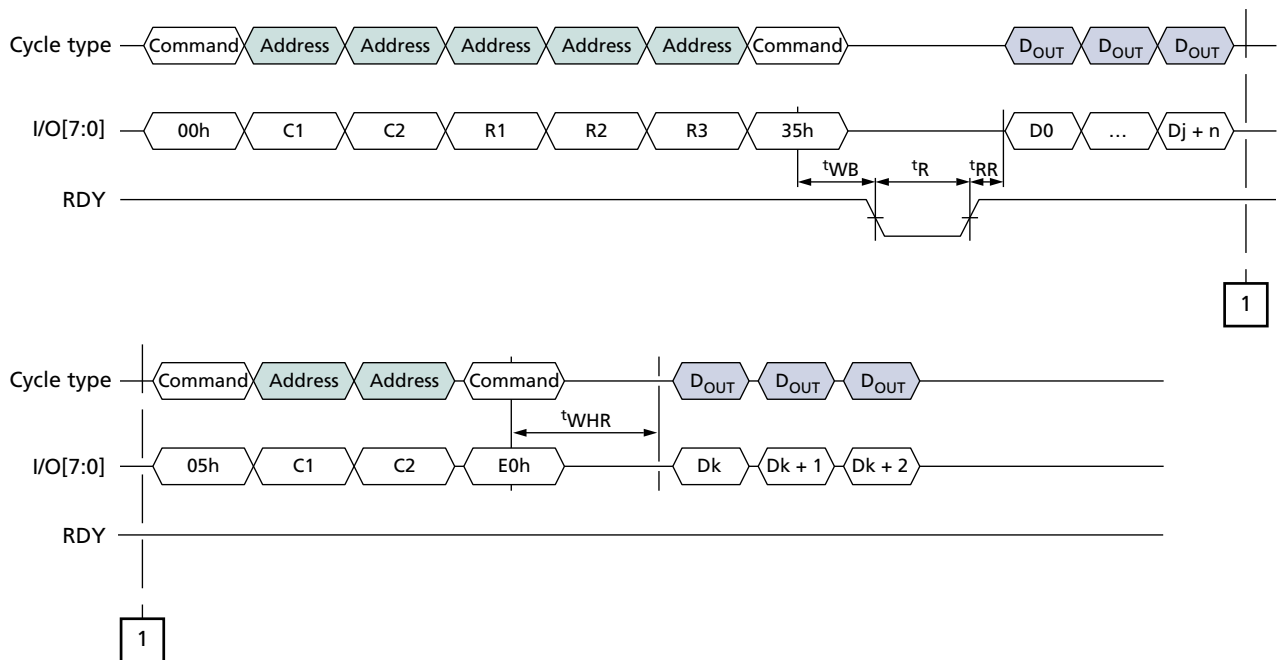 Cycle type Command Address Address Address Address Address Command DOUT DOUT DOUT
I/O[7:0] 00h C1 C2 R1 R2 R3 35h D0 … Dj + n
tWB tR tRR
RDY
1
Cycle type Command Address Address Command DOUT DOUT DOUT
tWHR
I/O[7:0] 05h C1 C2 E0h Dk Dk + 1 Dk + 2
RDY
1